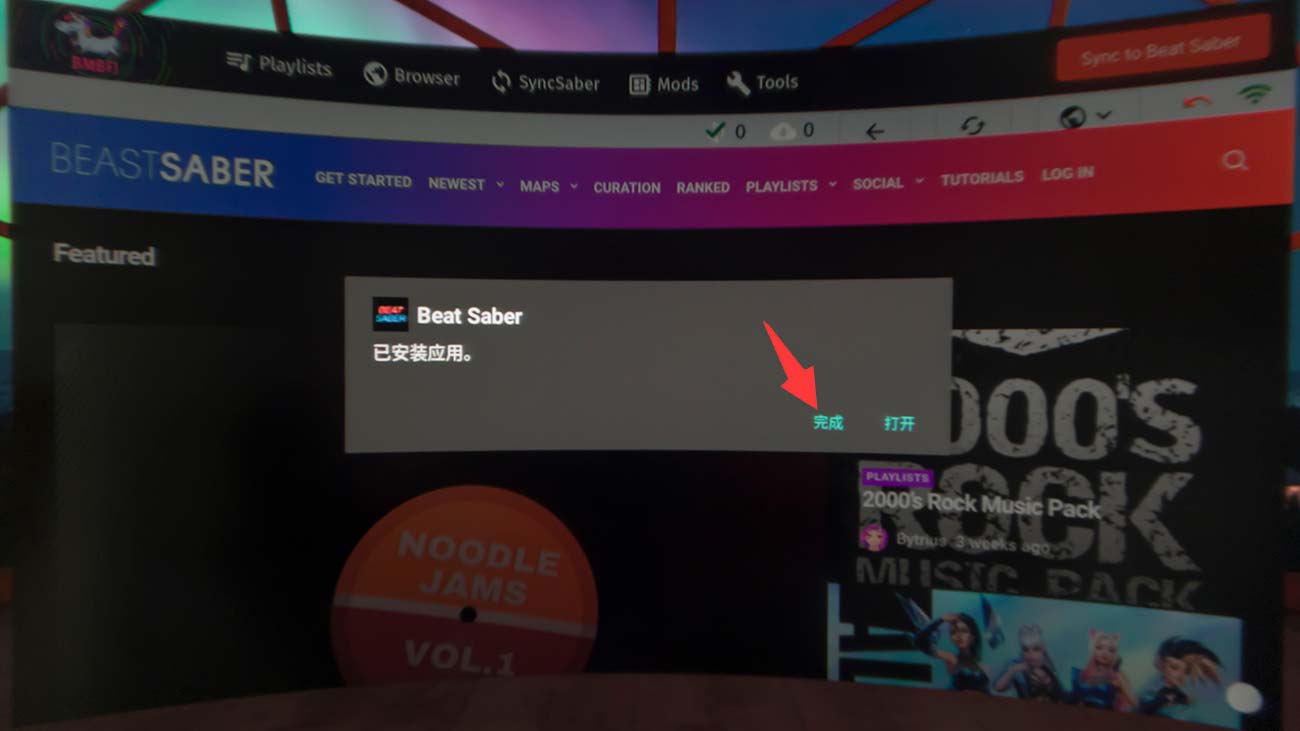 BMBF
Playlists
Browser
SyncSaber
Mods
Tools
Sync to Beat Saber
0
0
BEASTSABER
GET STARTED
NEWEST
MAPS
CURATION
RANKED
PLAYLISTS
SOCIAL
TUTORIALS
LOG IN
Featured
BEAT
SABER
Beat Saber
已安装应用。
完成
打开
000'S
ROCK
MUSIC PACK
PLAYLISTS
2000's Rock Music Pack
Bytrius, 3 weeks ago
NOODLE
JAMS
VOL.1